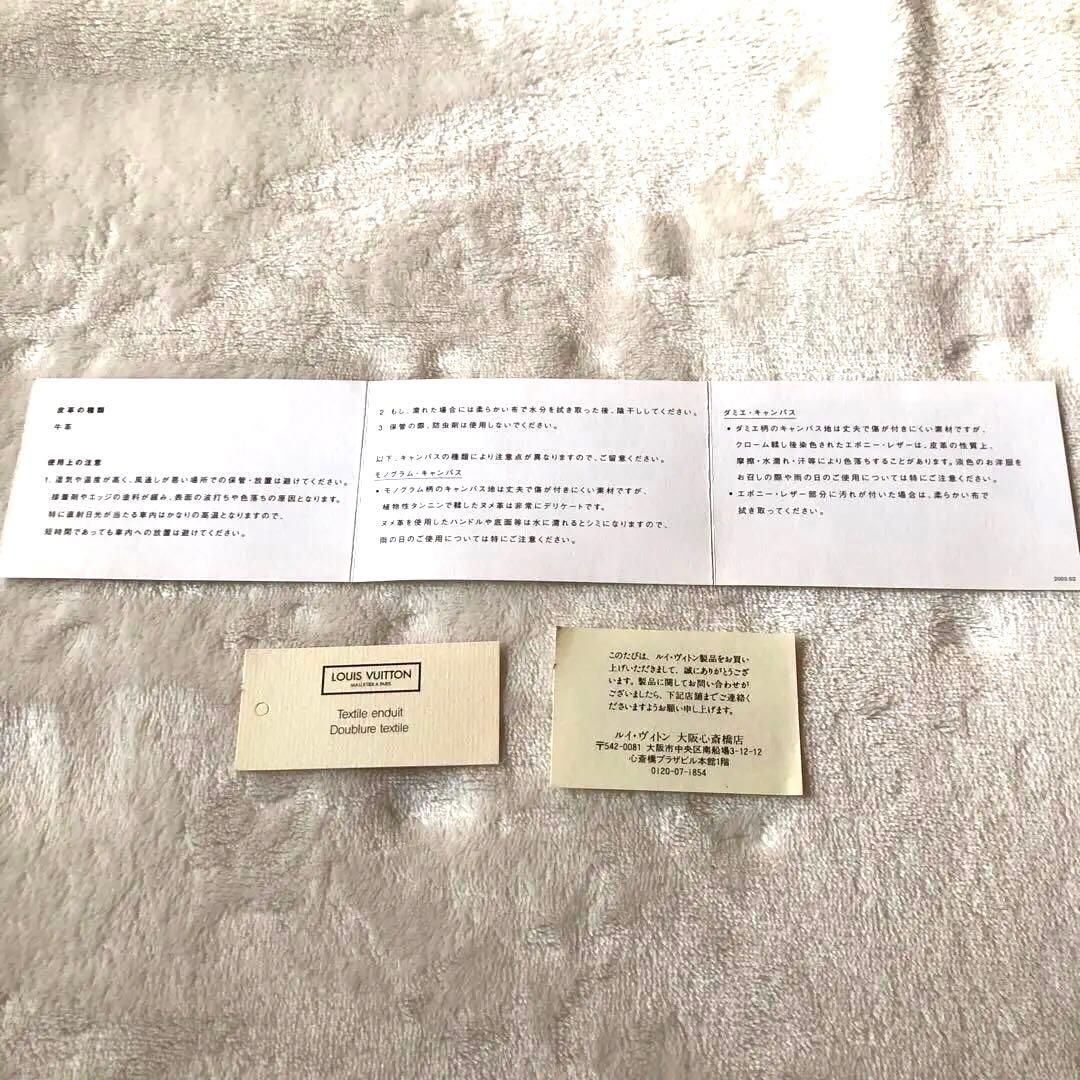 皮革の種類
牛革
使用上の注意
1. 湿気や温度が高く、風通しが悪い場所での保管・放置は避けてください。
接着剤やエッジの塗料が緩み、表面の波打ちや色落ちの原因となります。
特に直射日光が当たる車内はかなりの高温となりますので、
短時間であっても車内への放置は避けてください。
2 もし、濡れた場合には柔らかい布で水分を拭き取った後、陰干ししてください。
3 保管の際、防虫剤は使用しないでください。
以下、キャンバスの種類により注意点が異なりますので、ご留意ください。
モノグラム・キャンバス
• モノグラム柄のキャンバス地は丈夫で傷が付きにくい素材ですが、
植物性タンニンで鞣したヌメ革は非常にデリケートです。
ヌメ革を使用したハンドルや底面等は水に濡れるとシミになりますので、
雨の日のご使用については特にご注意ください。
ダミエ・キャンバス
• ダミエ柄のキャンバス地は丈夫で傷が付きにくい素材ですが、
クローム鞣し後染色されたエボニー・レザーは、皮革の性質上、
摩擦・水濡れ・汗等により色落ちすることがあります。淡色のお洋服を
お召しの際や雨の日のご使用については特にご注意ください。
• エボニー・レザー部分に汚れが付いた場合は、柔らかい布で
拭き取ってください。
LOUIS VUITTON
MALLETIER A PARIS
Textile enduit
Doublure textile
このたびは、ルイ・ヴィトン製品をお買い
上げいただきまして、誠にありがとうござ
います。製品に関してお問い合わせが
ございましたら、下記店舗までご連絡く
ださいますようお願い申し上げます。
ルイ・ヴィトン 大阪心斎橋店
〒542-0081 大阪市中央区南船場3-12-12
心斎橋プラザビル本館1階
0120-07-1854